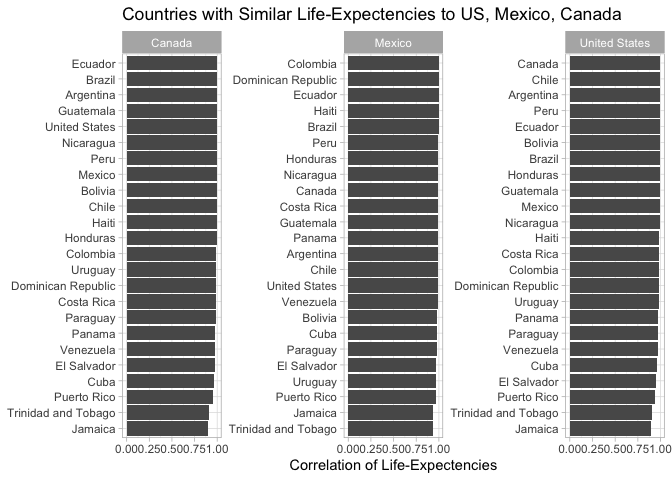 Countries with Similar Life-Expectencies to US, Mexico, Canada
Canada
Ecuador
Brazil
Argentina
Guatemala
United States
Nicaragua
Peru
Mexico
Bolivia
Chile
Haiti
Honduras
Colombia
Uruguay
Dominican Republic
Costa Rica
Paraguay
Panama
Venezuela
El Salvador
Cuba
Puerto Rico
Trinidad and Tobago
Jamaica
0.000.250.500.751.00
Mexico
Colombia
Dominican Republic
Ecuador
Haiti
Brazil
Peru
Honduras
Nicaragua
Canada
Costa Rica
Guatemala
Panama
Argentina
Chile
United States
Venezuela
Bolivia
Cuba
Paraguay
El Salvador
Uruguay
Puerto Rico
Jamaica
Trinidad and Tobago
0.000.250.500.751.00
United States
Canada
Chile
Argentina
Peru
Ecuador
Bolivia
Brazil
Honduras
Guatemala
Mexico
Nicaragua
Haiti
Costa Rica
Colombia
Dominican Republic
Uruguay
Panama
Paraguay
Venezuela
Cuba
El Salvador
Puerto Rico
Trinidad and Tobago
Jamaica
0.000.250.500.751.00
Correlation of Life-Expectencies